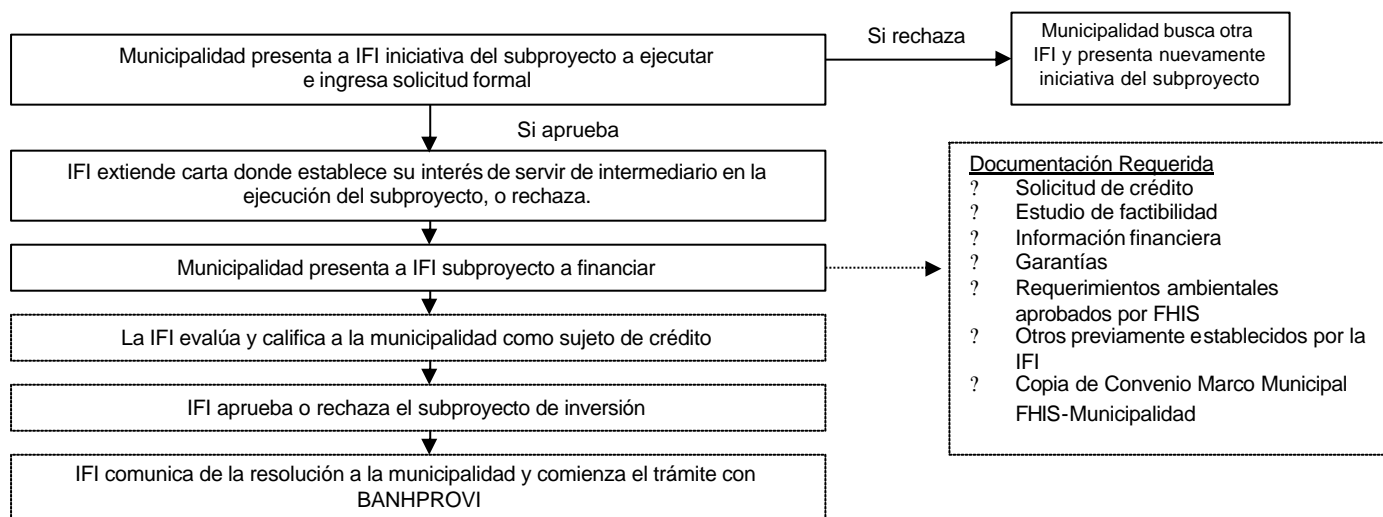 Municipalidad presenta a IFI iniciativa del subproyecto a ejecutar
e ingresa solicitud formal
Si rechaza
Municipalidad busca otra
IFI y presenta nuevamente
iniciativa del subproyecto
Si aprueba
IFI extiende carta donde establece su interés de servir de intermediario en la
ejecución del subproyecto, o rechaza.
Municipalidad presenta a IFI subproyecto a financiar
La IFI evalúa y califica a la municipalidad como sujeto de crédito
IFI aprueba o rechaza el subproyecto de inversión
IFI comunica de la resolución a la municipalidad y comienza el trámite con
BANHPROVI
Documentación Requerida
? Solicitud de crédito
? Estudio de factibilidad
? Información financiera
? Garantías
? Requerimientos ambientales
aprobados por FHIS
? Otros previamente establecidos por la
IFI
? Copia de Convenio Marco Municipal
FHIS-Municipalidad